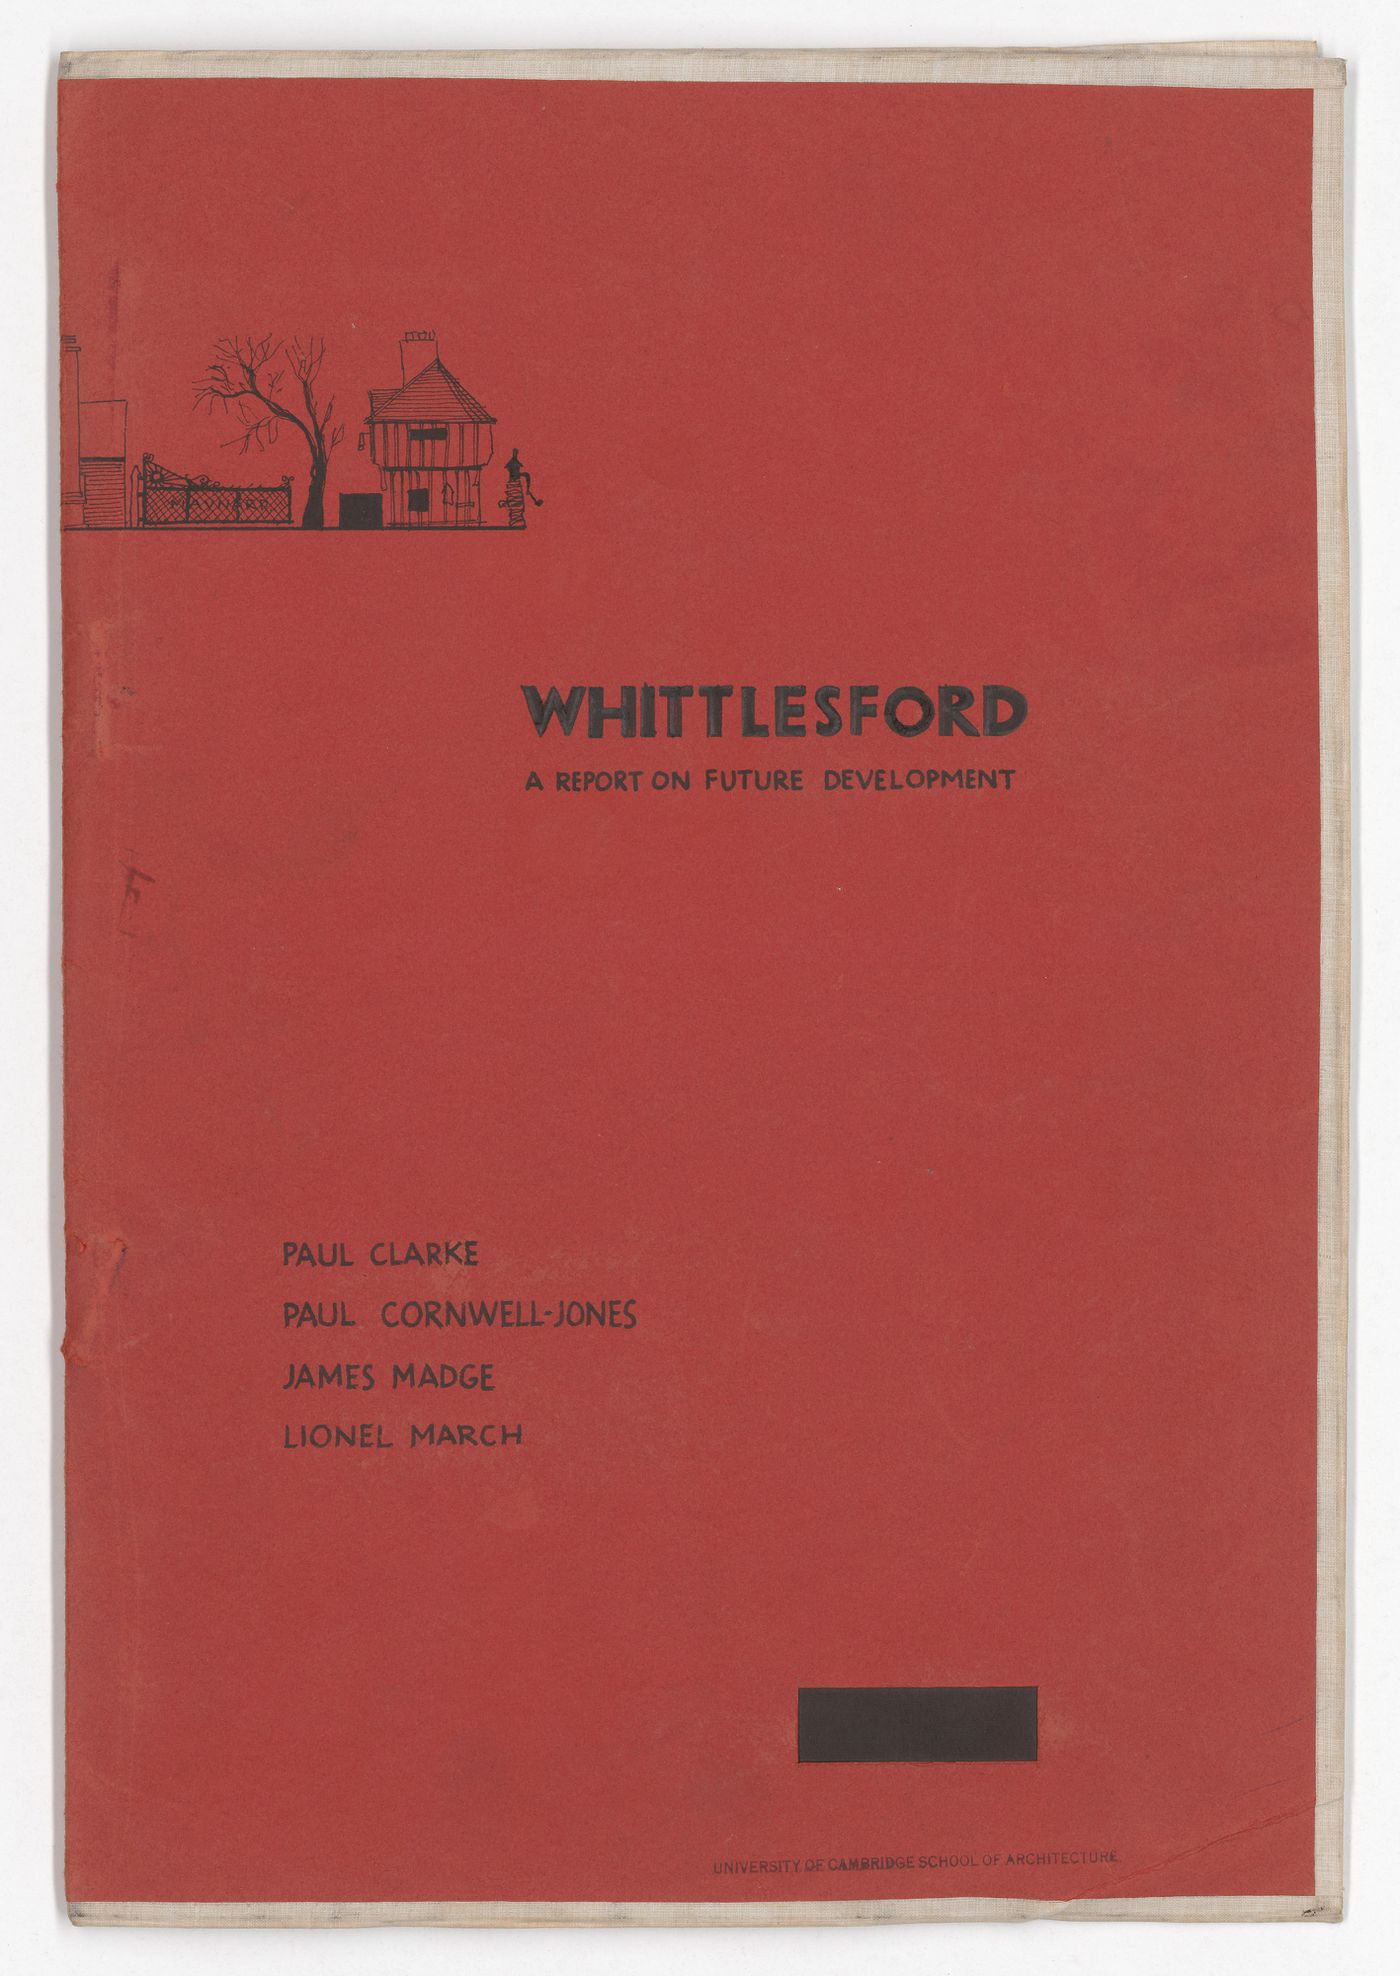 MAYNARD
WHITTLESFORD
A REPORT ON FUTURE DEVELOPMENT
PAUL CLARKE
PAUL CORNWELL-JONES
JAMES MADGE
LIONEL MARCH
UNIVERSITY OF CAMBRIDGE SCHOOL OF ARCHITECTURE